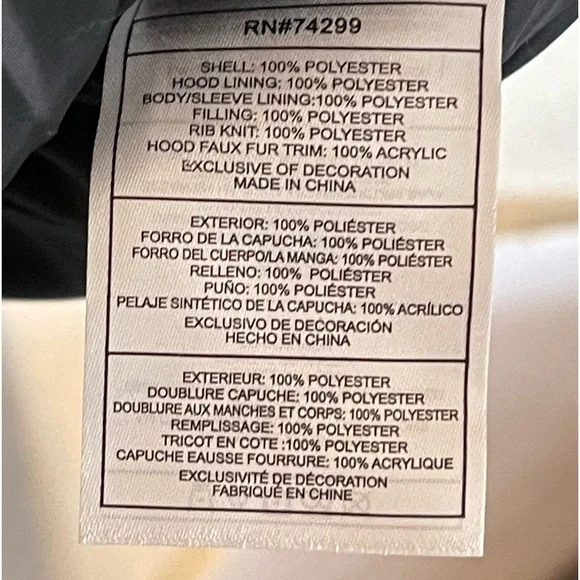 RN#74299
SHELL: 100% POLYESTER
HOOD LINING: 100% POLYESTER
BODY/SLEEVE LINING:100% POLYESTER
FILLING: 100% POLYESTER
RIB KNIT: 100% POLYESTER
HOOD FAUX FUR TRIM: 100% ACRYLIC
EXCLUSIVE OF DECORATION
MADE IN CHINA
EXTERIOR: 100% POLIÉSTER
FORRO DE LA CAPUCHA: 100% POLIÉSTER
FORRO DEL CUERPO/LA MANGA: 100% POLIÉSTER
RELLENO: 100% POLIÉSTER
PUÑO: 100% POLIÉSTER
PELAJE SINTÉTICO DE LA CAPUCHA: 100% ACRÍLICO
EXCLUSIVO DE DECORACIÓN
HECHO EN CHINA
EXTERIEUR: 100% POLYESTER
DOUBLURE CAPUCHE: 100% POLYESTER
DOUBLURE AUX MANCHES ET CORPS: 100% POLYESTER
REMPLISSAGE: 100% POLYESTER
TRICOT EN COTE :100% POLYESTER
CAPUCHE EAUSSE FOURRURE: 100% ACRYLIQUE
EXCLUSIVITÉ DE DÉCORATION
FABRIQUÉ EN CHINE